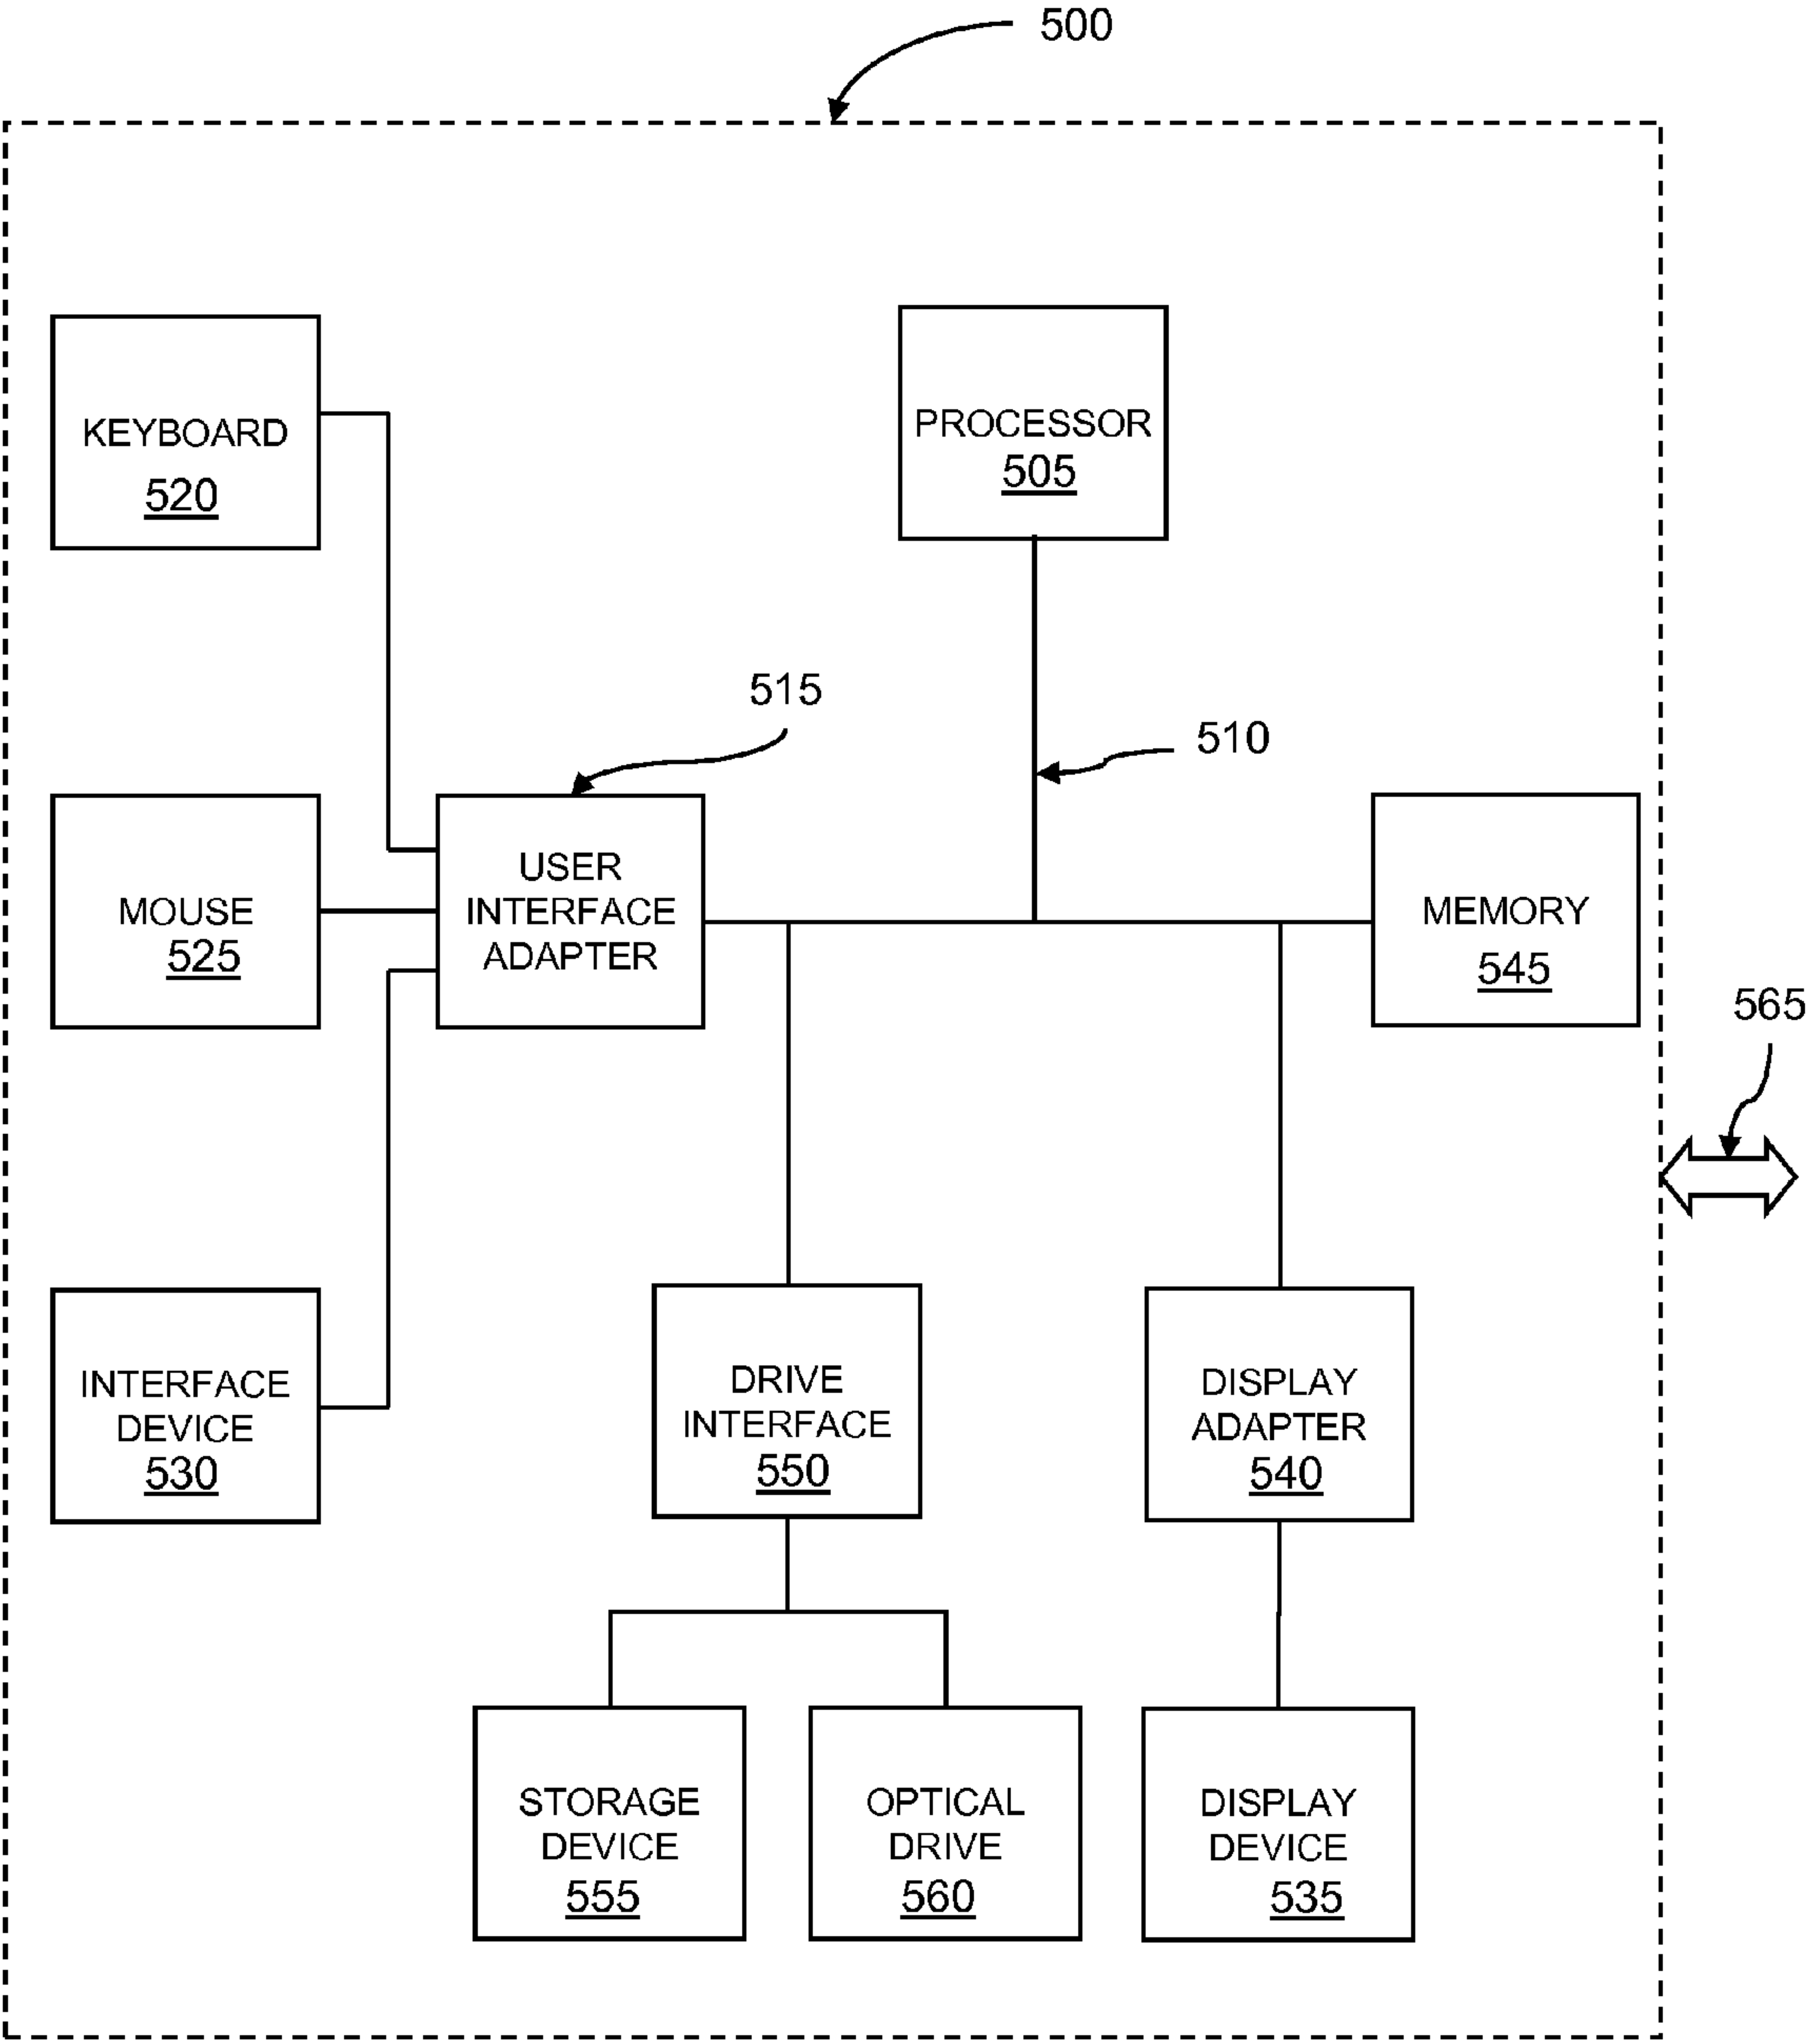 500
KEYBOARD
520
PROCESSOR
505
515
510
MOUSE
525
USER
INTERFACE
ADAPTER
MEMORY
545
565
INTERFACE
DEVICE
530
DRIVE
INTERFACE
550
DISPLAY
ADAPTER
540
STORAGE
DEVICE
555
OPTICAL
DRIVE
560
DISPLAY
DEVICE
535